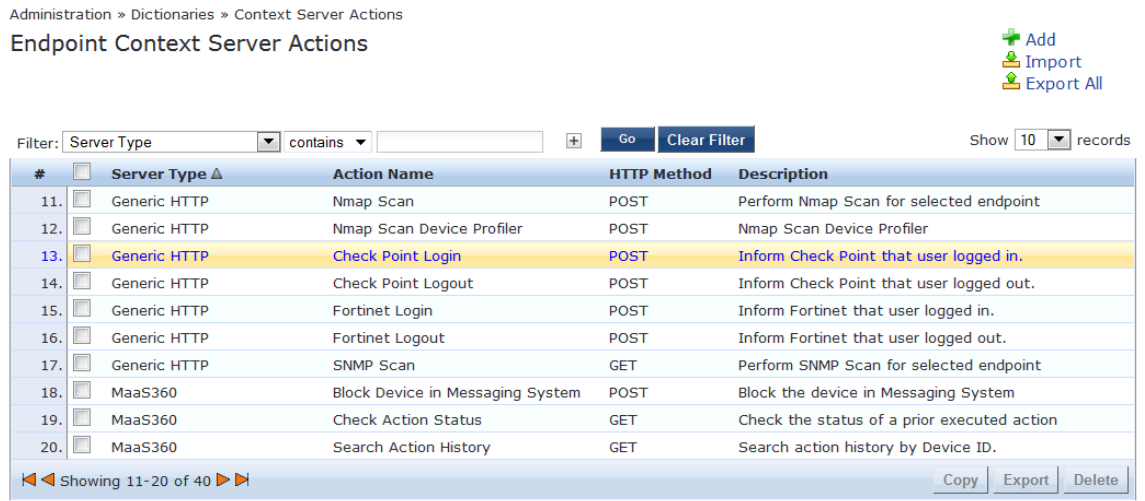 Administration » Dictionaries » Context Server Actions
Endpoint Context Server Actions
Add
Import
Export All
Filter: Server Type contains + Go Clear Filter Show 10 records
# Server Type Action Name HTTP Method Description
11. Generic HTTP Nmap Scan POST Perform Nmap Scan for selected endpoint
12. Generic HTTP Nmap Scan Device Profiler POST Nmap Scan Device Profiler
13. Generic HTTP Check Point Login POST Inform Check Point that user logged in.
14. Generic HTTP Check Point Logout POST Inform Check Point that user logged out.
15. Generic HTTP Fortinet Login POST Inform Fortinet that user logged in.
16. Generic HTTP Fortinet Logout POST Inform Fortinet that user logged out.
17. Generic HTTP SNMP Scan GET Perform SNMP Scan for selected endpoint
18. MaaS360 Block Device in Messaging System POST Block the device in Messaging System
19. MaaS360 Check Action Status GET Check the status of a prior executed action
20. MaaS360 Search Action History GET Search action history by Device ID.
Showing 11-20 of 40 Copy Export Delete